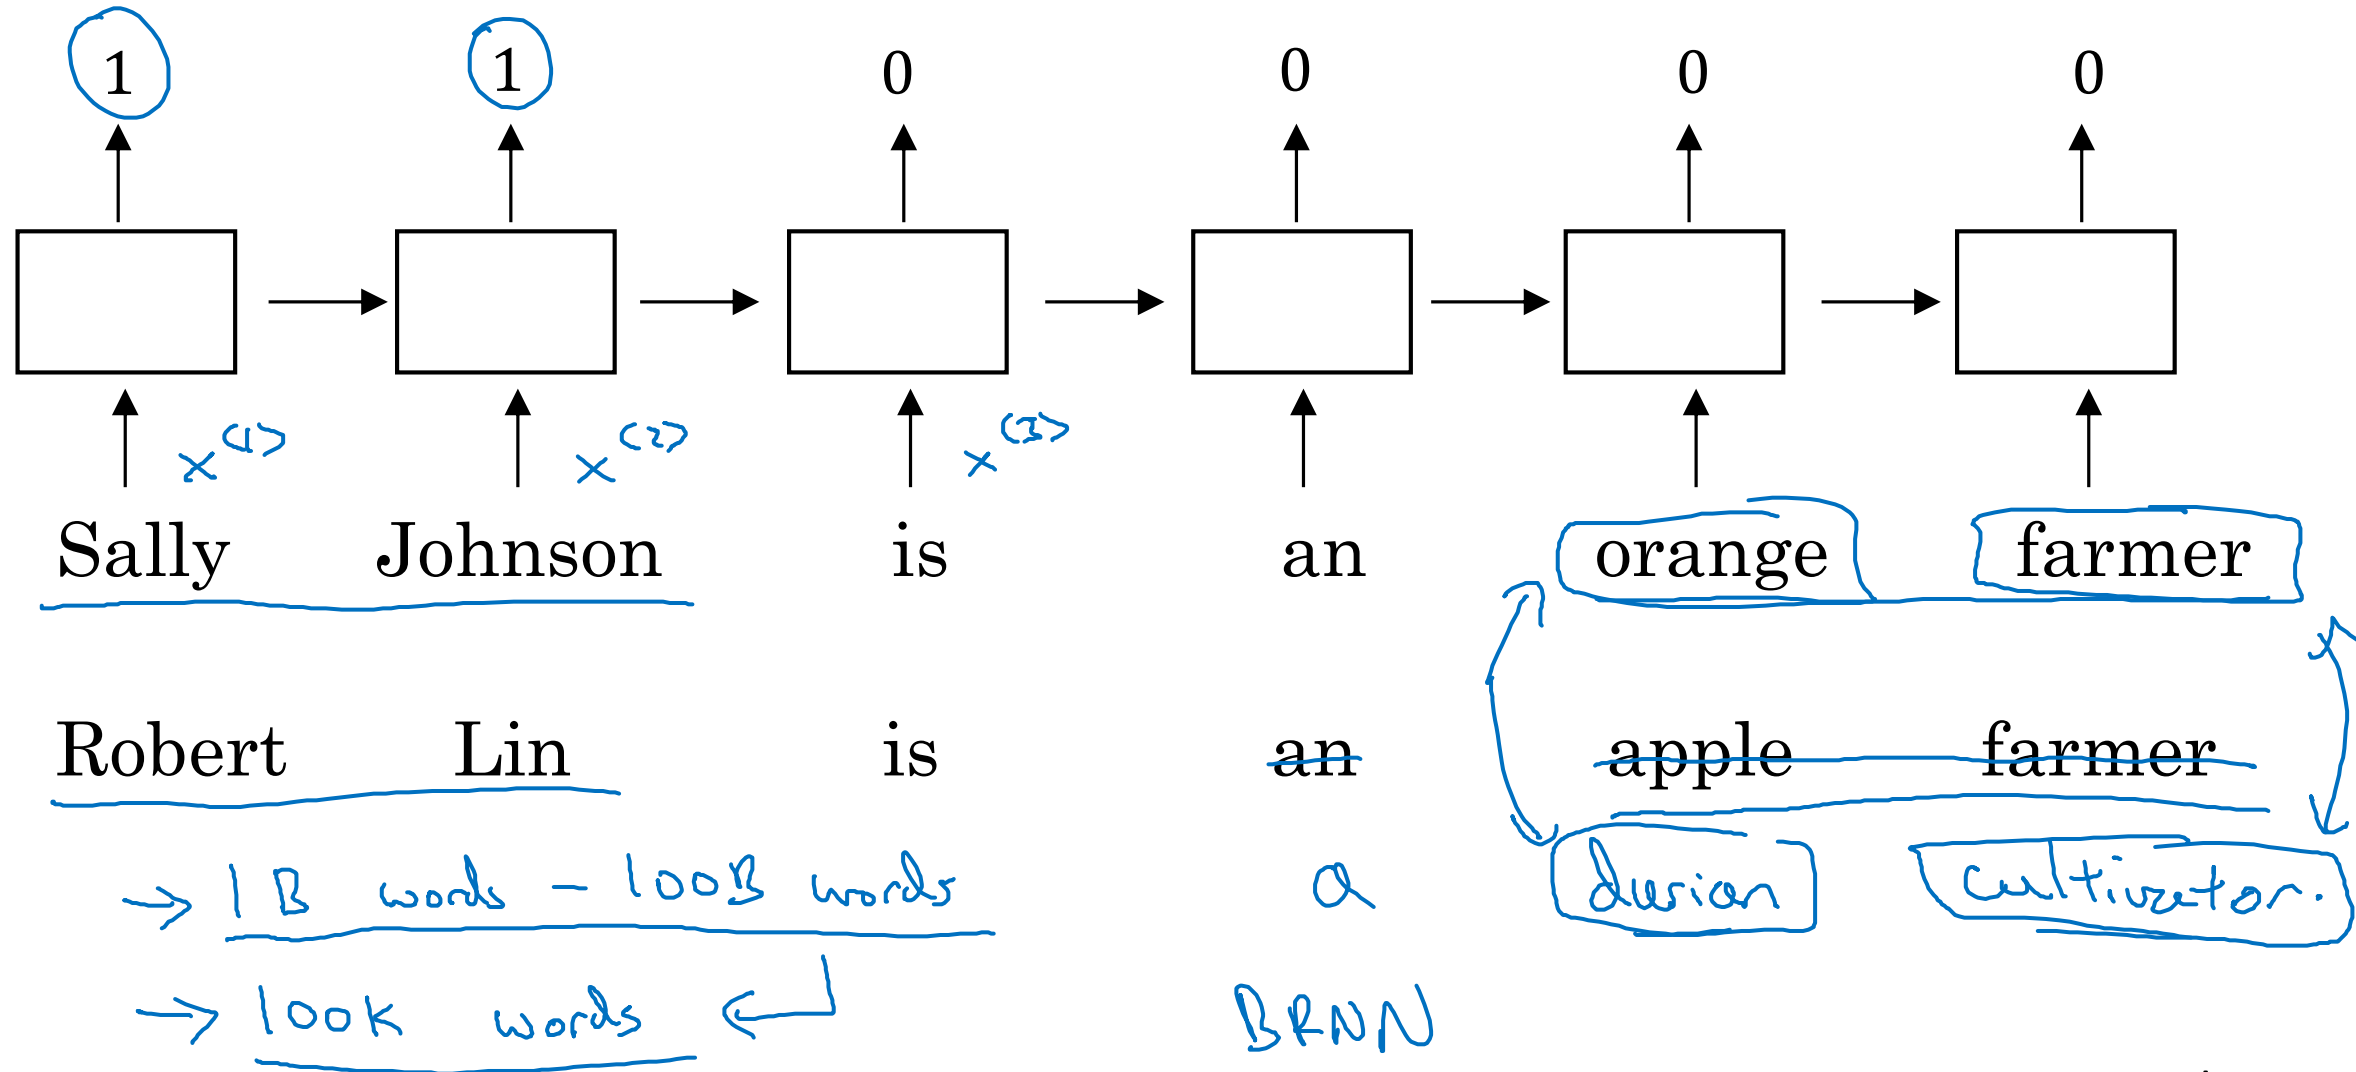 1 1 0 0 0 0
x<1> x<2> x<3>
Sally Johnson is an orange farmer
Robert Lin is an apple farmer
→ 1B words - 100B words a durian cultivator.
→ 100K words BRNN